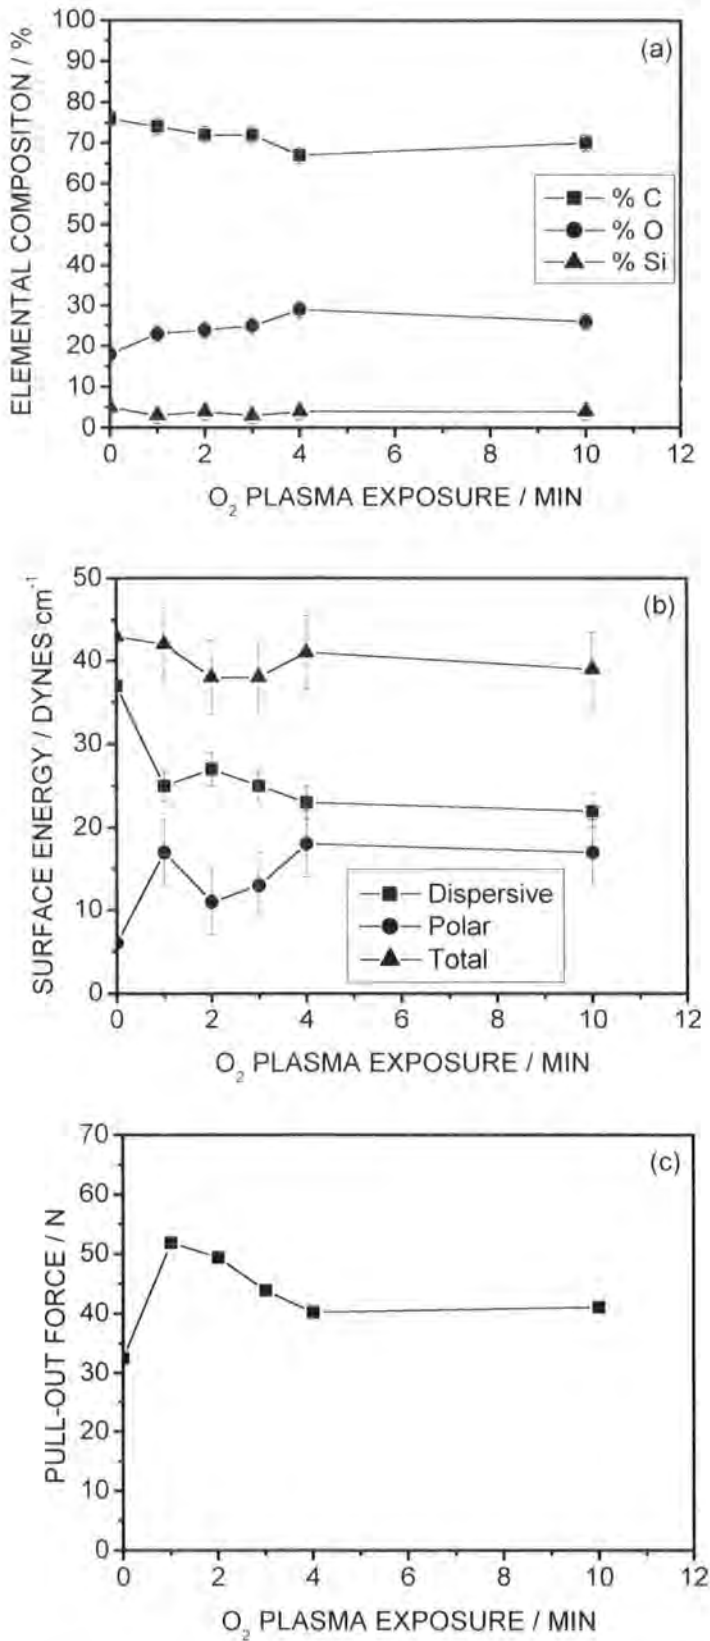 100
90
80
70
60
50
40
30
20
10
0
ELEMENTAL COMPOSITON / %
(a)
% C
% O
% Si
0 2 4 6 8 10 12
O₂ PLASMA EXPOSURE / MIN
50
40
30
20
10
0
SURFACE ENERGY / DYNES cm⁻¹
(b)
Dispersive
Polar
Total
0 2 4 6 8 10 12
O₂ PLASMA EXPOSURE / MIN
70
60
50
40
30
20
10
0
PULL-OUT FORCE / N
(c)
0 2 4 6 8 10 12
O₂ PLASMA EXPOSURE / MIN